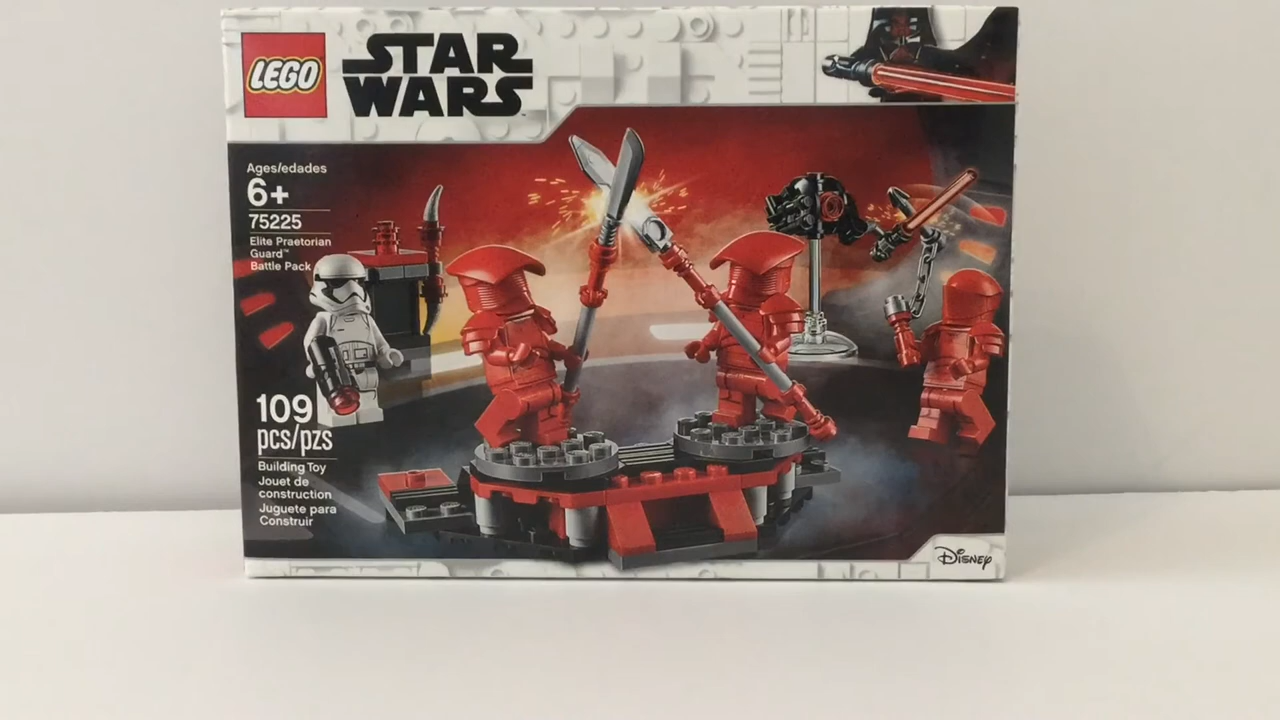 LEGO
STAR
WARS
Ages/edades
6+
75225
Elite Praetorian
Guard™
Battle Pack
109
pcs/pzs
Building Toy
Jouet de
construction
Juguete para
Construir
Disney